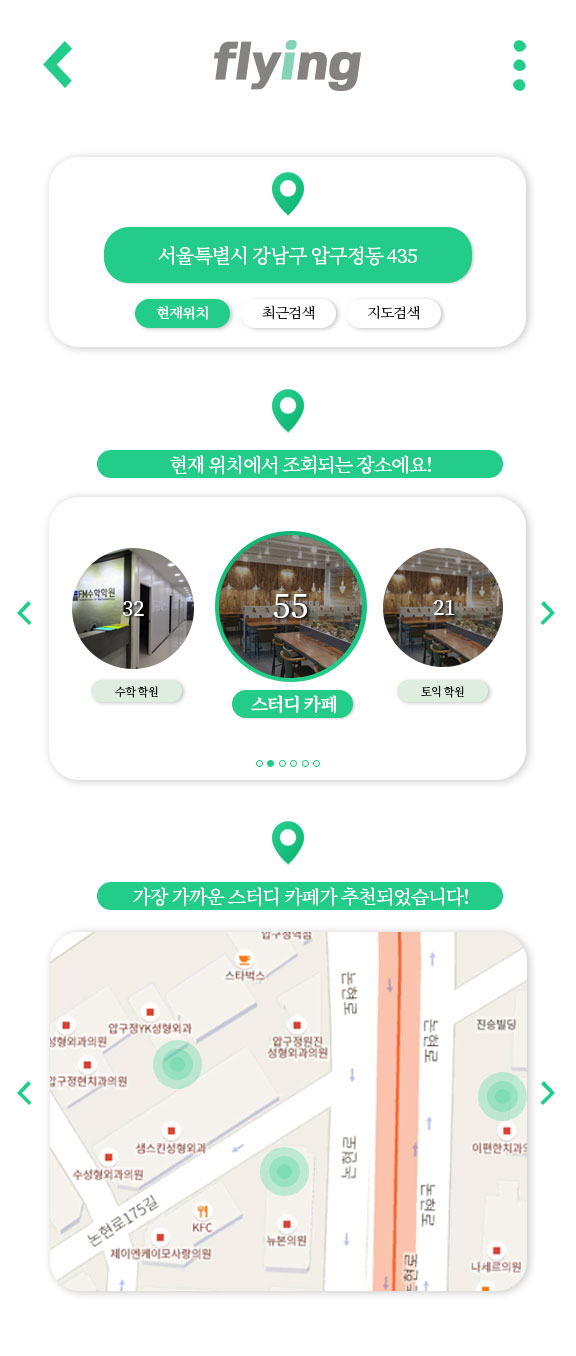 flying
서울특별시 강남구 압구정동 435
현재위치 최근검색 지도검색
현재 위치에서 조회되는 장소에요!
FM수학학원
32
55
21
수학 학원
스터디 카페
토익 학원
가장 가까운 스터디 카페가 추천되었습니다!
스타벅스
논현로
압구정YK성형외과
성형외과의원
압구정원진
성형외과의원
진승빌딩
논현로
압구정현치과의원
샘스킨성형외과
이편한치과
수성형외과의원
논현로
논현로175길
KFC
논현로
뉴본의원
제이엔케이모사랑의원
나세르의원
논현로